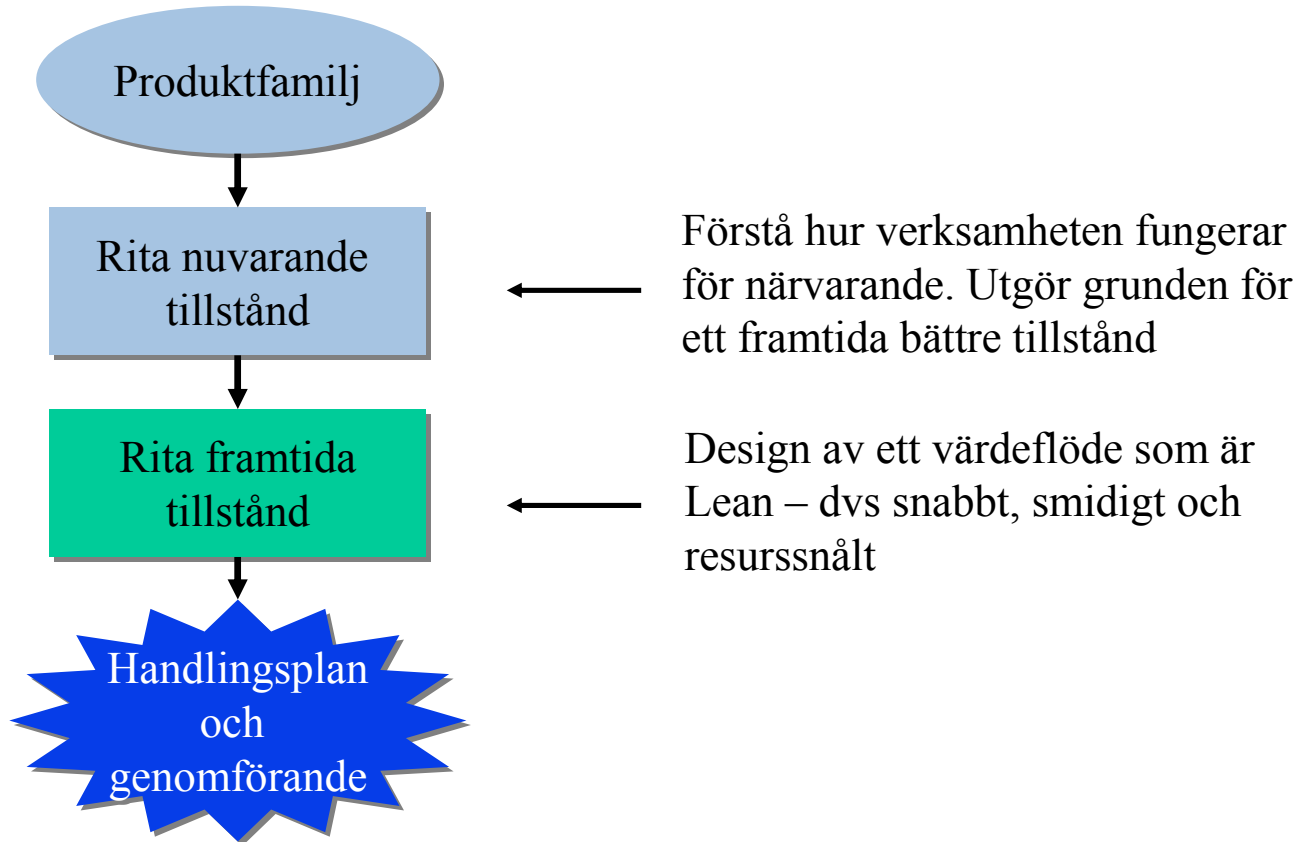 Produktfamilj
Rita nuvarande
tillstånd
Förstå hur verksamheten fungerar
för närvarande. Utgör grunden för
ett framtida bättre tillstånd
Rita framtida
tillstånd
Design av ett värdeflöde som är
Lean – dvs snabbt, smidigt och
resurssnålt
Handlingsplan
och
genomförande